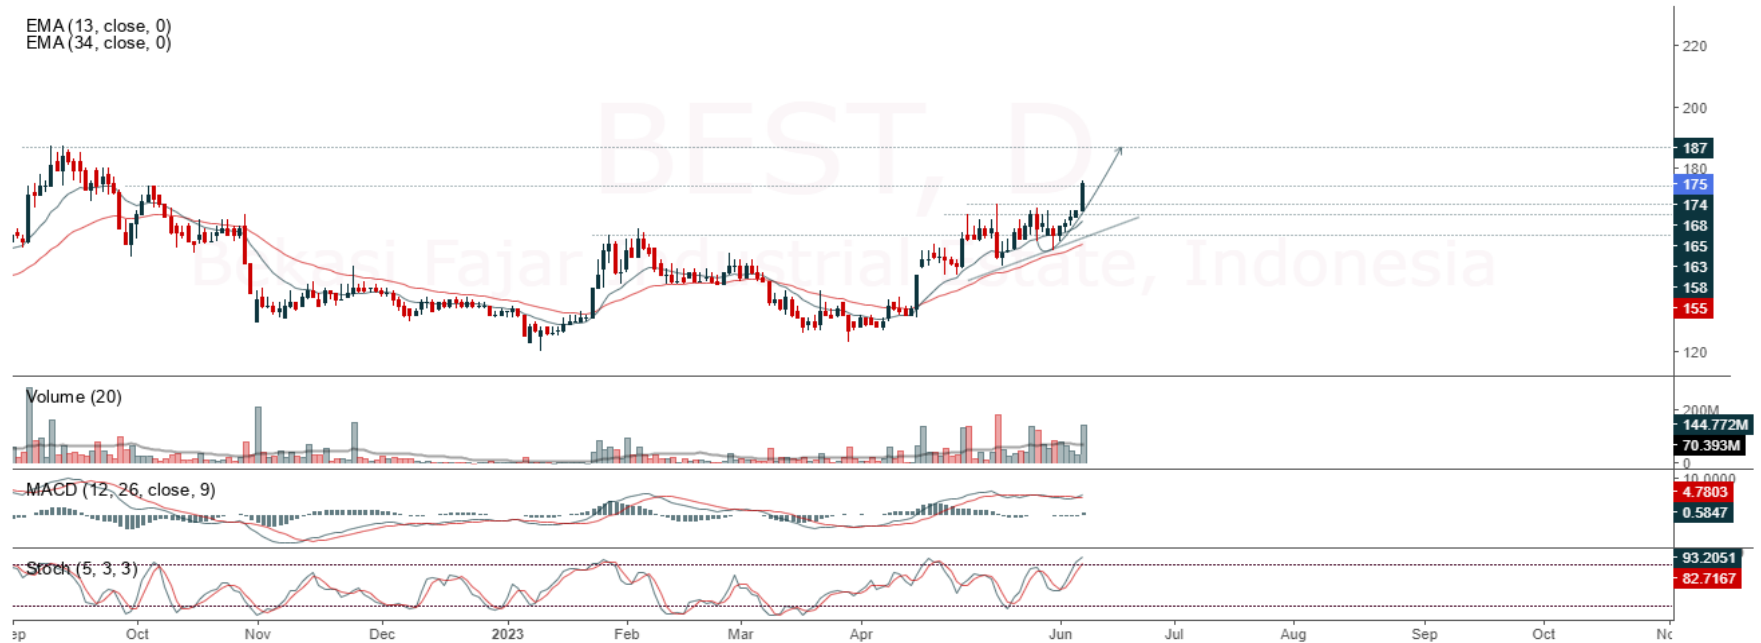 EMA (13, close, 0)
EMA (34, close, 0)
BEST, D
Bekasi Fajar Industrial Estate, Indonesia
220
200
187
180
175
174
168
165
163
158
155
120
Volume (20)
200M
144.772M
70.393M
0
MACD (12, 26, close, 9)
10.0000
4.7803
0.5847
Stoch (5, 3, 3)
93.2051
82.7167
ep Oct Nov Dec 2023 Feb Mar Apr Jun Jul Aug Sep Oct No